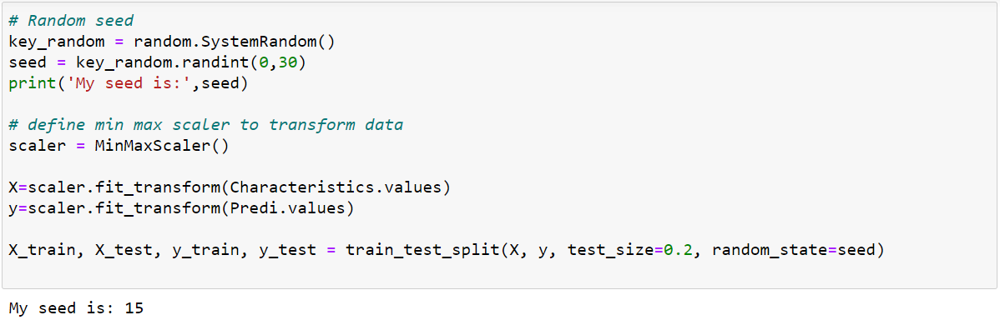 # Random seed
key_random = random.SystemRandom()
seed = key_random.randint(0,30)
print('My seed is:',seed)
# define min max scaler to transform data
scaler = MinMaxScaler()
X=scaler.fit_transform(Characteristics.values)
y=scaler.fit_transform(Predi.values)
X_train, X_test, y_train, y_test = train_test_split(X, y, test_size=0.2, random_state=seed)
My seed is: 15